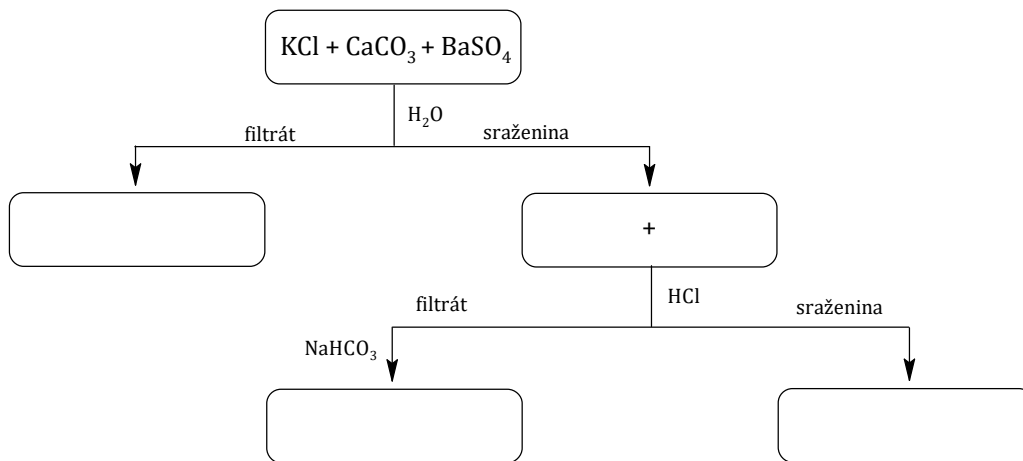 KCl + CaCO₃ + BaSO₄
H₂O
filtrát
sraženina
+
HCl
filtrát
sraženina
NaHCO₃